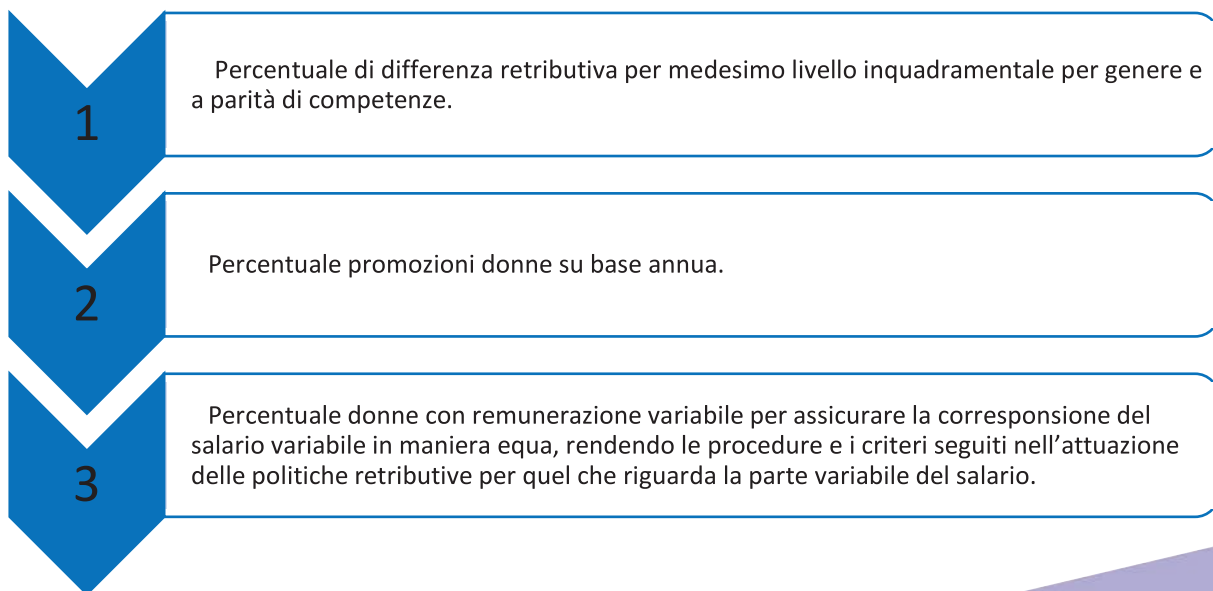 1
Percentuale di differenza retributiva per medesimo livello inquadramentale per genere e
a parità di competenze.
2
Percentuale promozioni donne su base annua.
3
Percentuale donne con remunerazione variabile per assicurare la corresponsione del
salario variabile in maniera equa, rendendo le procedure e i criteri seguiti nell’attuazione
delle politiche retributive per quel che riguarda la parte variabile del salario.